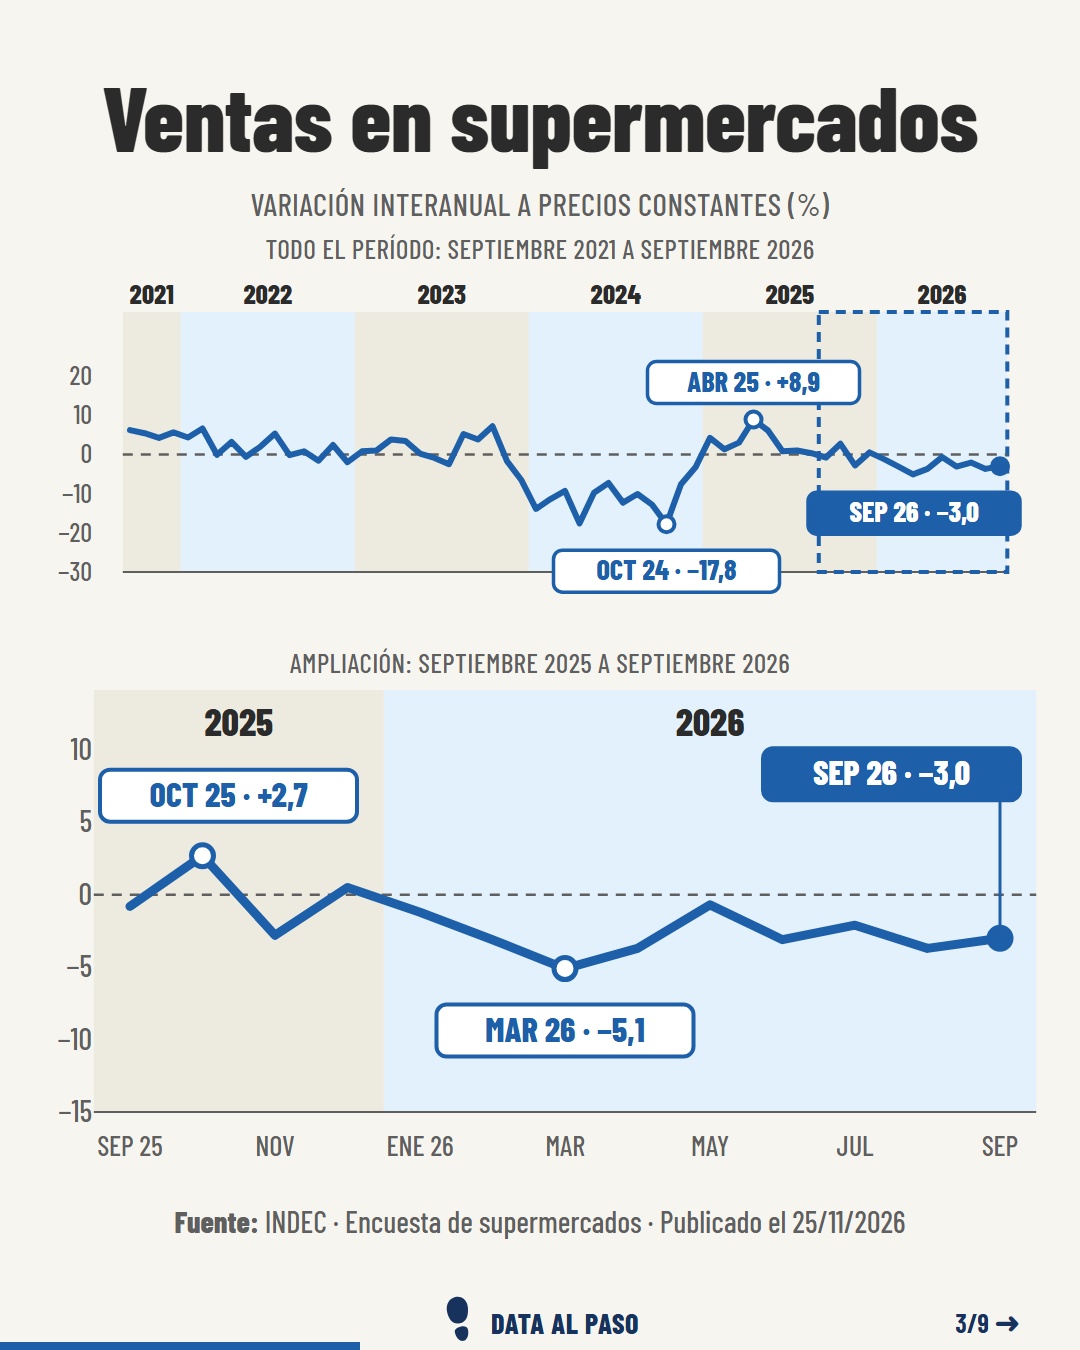 Ventas en supermercados
VARIACIÓN INTERANUAL A PRECIOS CONSTANTES (%)
TODO EL PERÍODO: SEPTIEMBRE 2021 A SEPTIEMBRE 2026
2021 2022 2023 2024 2025 2026
20
10
0
−10
−20
−30
ABR 25 · +8,9
SEP 26 · −3,0
OCT 24 · −17,8
AMPLIACIÓN: SEPTIEMBRE 2025 A SEPTIEMBRE 2026
2025 2026
10
5
0
−5
−10
−15
SEP 26 · −3,0
OCT 25 · +2,7
MAR 26 · −5,1
SEP 25 NOV ENE 26 MAR MAY JUL SEP
Fuente: INDEC · Encuesta de supermercados · Publicado el 25/11/2026
DATA AL PASO
3/9 →